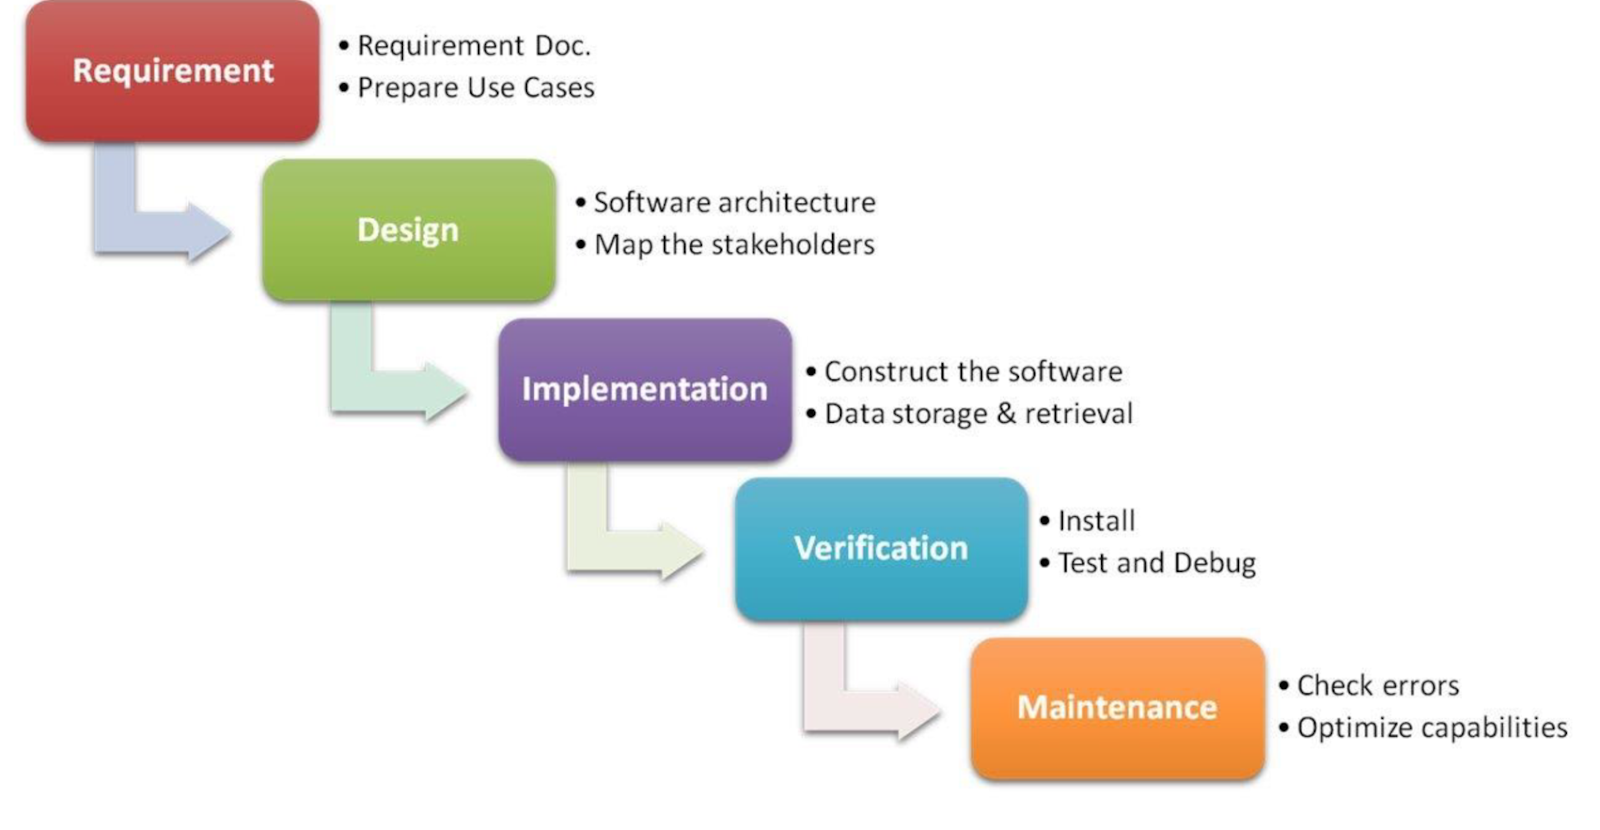 Requirement
• Requirement Doc.
• Prepare Use Cases
Design
• Software architecture
• Map the stakeholders
Implementation
• Construct the software
• Data storage & retrieval
Verification
• Install
• Test and Debug
Maintenance
• Check errors
• Optimize capabilities